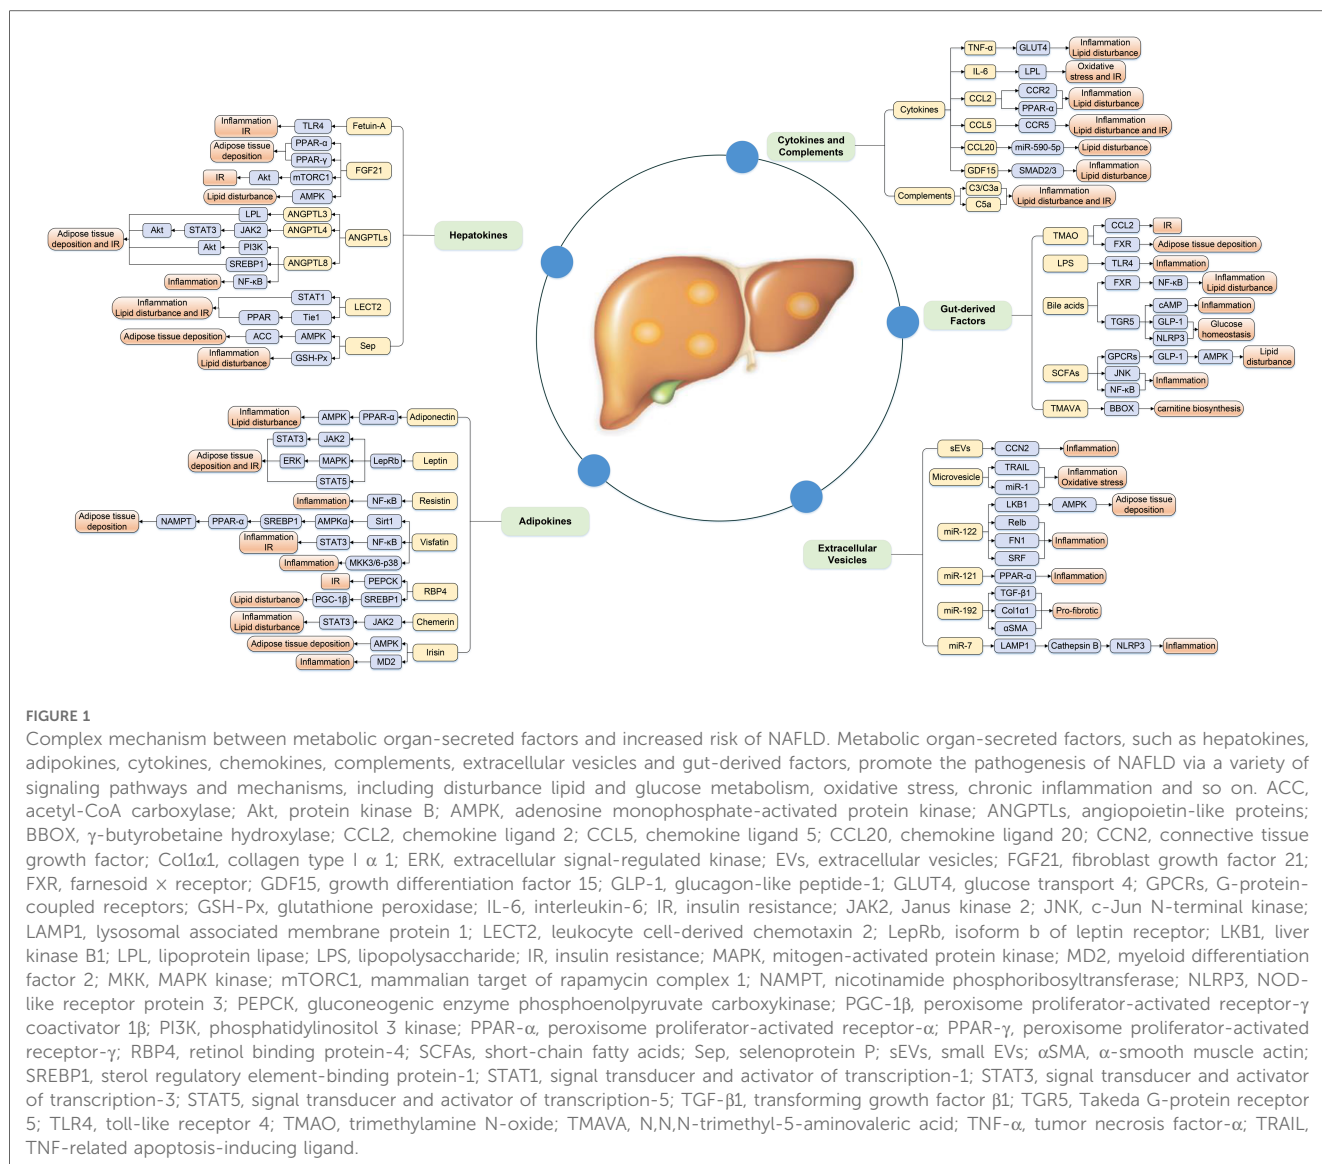 Cytokines and
Complements
Cytokines
TNF-α
GLUT4
Inflammation
Lipid disturbance
IL-6
LPL
Oxidative
stress and IR
CCL2
CCR2
PPAR-α
Inflammation
Lipid disturbance
CCL5
CCR5
Inflammation
Lipid disturbance and IR
CCL20
miR-590-5p
Lipid disturbance
GDF15
SMAD2/3
Inflammation
Lipid disturbance
Complements
C3/C3a
C5a
Inflammation
Lipid disturbance and IR
Hepatokines
Inflammation
IR
TLR4
Fetuin-A
Adipose tissue
deposition
PPAR-α
PPAR-γ
FGF21
IR
Akt
mTORC1
Lipid disturbance
AMPK
LPL
ANGPTL3
Adipose tissue
deposition and IR
Akt
STAT3
JAK2
ANGPTL4
ANGPTLs
Akt
PI3K
SREBP1
ANGPTL8
Inflammation
NF-κB
STAT1
Inflammation
Lipid disturbance and IR
PPAR
Tie1
LECT2
Adipose tissue deposition
ACC
AMPK
Sep
Inflammation
Lipid disturbance
GSH-Px
Gut-derived
Factors
TMAO
CCL2
IR
FXR
Adipose tissue deposition
LPS
TLR4
Inflammation
Bile acids
FXR
NF-κB
Inflammation
Lipid disturbance
TGR5
cAMP
Inflammation
GLP-1
NLRP3
Glucose
homeostasis
SCFAs
GPCRs
GLP-1
AMPK
Lipid
disturbance
JNK
NF-κB
Inflammation
TMAVA
BBOX
carnitine biosynthesis
Adipokines
Inflammation
Lipid disturbance
AMPK
PPAR-α
Adiponectin
STAT3
JAK2
Adipose tissue
deposition and IR
ERK
MAPK
LepRb
Leptin
STAT5
Inflammation
NF-κB
Resistin
Adipose tissue
deposition
NAMPT
PPAR-α
SREBP1
AMPKα
Sirt1
Inflammation
IR
STAT3
NF-κB
Visfatin
Inflammation
MKK3/6-p38
IR
PEPCK
RBP4
Lipid disturbance
PGC-1β
SREBP1
Inflammation
Lipid disturbance
STAT3
JAK2
Chemerin
Adipose tissue deposition
AMPK
Irisin
Inflammation
MD2
Extracellular
Vesicles
sEVs
CCN2
Inflammation
Microvesicle
TRAIL
miR-1
Inflammation
Oxidative stress
miR-122
LKB1
AMPK
Adipose tissue
deposition
Relb
FN1
SRF
Inflammation
miR-121
PPAR-α
Inflammation
miR-192
TGF-β1
Col1α1
αSMA
Pro-fibrotic
miR-7
LAMP1
Cathepsin B
NLRP3
Inflammation
FIGURE 1
Complex mechanism between metabolic organ-secreted factors and increased risk of NAFLD. Metabolic organ-secreted factors, such as hepatokines,
adipokines, cytokines, chemokines, complements, extracellular vesicles and gut-derived factors, promote the pathogenesis of NAFLD via a variety of
signaling pathways and mechanisms, including disturbance lipid and glucose metabolism, oxidative stress, chronic inflammation and so on. ACC,
acetyl-CoA carboxylase; Akt, protein kinase B; AMPK, adenosine monophosphate-activated protein kinase; ANGPTLs, angiopoietin-like proteins;
BBOX, γ-butyrobetaine hydroxylase; CCL2, chemokine ligand 2; CCL5, chemokine ligand 5; CCL20, chemokine ligand 20; CCN2, connective tissue
growth factor; Col1α1, collagen type I α 1; ERK, extracellular signal-regulated kinase; EVs, extracellular vesicles; FGF21, fibroblast growth factor 21;
FXR, farnesoid × receptor; GDF15, growth differentiation factor 15; GLP-1, glucagon-like peptide-1; GLUT4, glucose transport 4; GPCRs, G-protein-
coupled receptors; GSH-Px, glutathione peroxidase; IL-6, interleukin-6; IR, insulin resistance; JAK2, Janus kinase 2; JNK, c-Jun N-terminal kinase;
LAMP1, lysosomal associated membrane protein 1; LECT2, leukocyte cell-derived chemotaxin 2; LepRb, isoform b of leptin receptor; LKB1, liver
kinase B1; LPL, lipoprotein lipase; LPS, lipopolysaccharide; IR, insulin resistance; MAPK, mitogen-activated protein kinase; MD2, myeloid differentiation
factor 2; MKK, MAPK kinase; mTORC1, mammalian target of rapamycin complex 1; NAMPT, nicotinamide phosphoribosyltransferase; NLRP3, NOD-
like receptor protein 3; PEPCK, gluconeogenic enzyme phosphoenolpyruvate carboxykinase; PGC-1β, peroxisome proliferator-activated receptor-γ
coactivator 1β; PI3K, phosphatidylinositol 3 kinase; PPAR-α, peroxisome proliferator-activated receptor-α; PPAR-γ, peroxisome proliferator-activated
receptor-γ; RBP4, retinol binding protein-4; SCFAs, short-chain fatty acids; Sep, selenoprotein P; sEVs, small EVs; αSMA, α-smooth muscle actin;
SREBP1, sterol regulatory element-binding protein-1; STAT1, signal transducer and activator of transcription-1; STAT3, signal transducer and activator
of transcription-3; STAT5, signal transducer and activator of transcription-5; TGF-β1, transforming growth factor β1; TGR5, Takeda G-protein receptor
5; TLR4, toll-like receptor 4; TMAO, trimethylamine N-oxide; TMAVA, N,N,N-trimethyl-5-aminovaleric acid; TNF-α, tumor necrosis factor-α; TRAIL,
TNF-related apoptosis-inducing ligand.